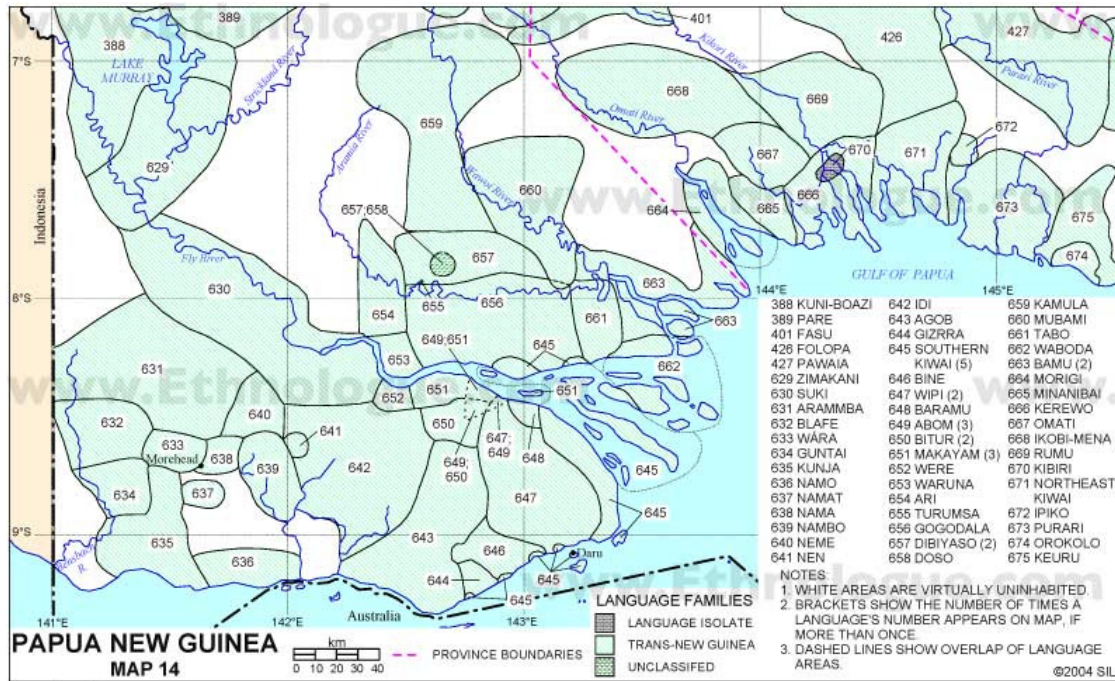 www.Ethnologue.com
389
401
426
427
388
LAKE
MURRAY
Strickland River
Kikori River
Purari River
7°S
668
669
Omati River
659
672
670
671
629
Aramia River
667
Wawoi River
660
www.Ethnologue.com
Indonesia
657;658
664
666
665
673
675
657
674
Fly River
GULF OF PAPUA
630
663
8°S
656
655
144°E
145°E
654
661
663
649;651
645
653
662
631
www.Ethnologue.com
651
651
652
640
632
650
641
633
647;
649
648
Morehead
638
639
649;
650
642
645
634
637
647
645
635
643
9°S
646
Daru
636
644
645
645
www.Ethnologue.com
141°E
142°E
143°E
Australia
388 KUNI-BOAZI
389 PARE
401 FASU
426 FOLOPA
427 PAWAIA
629 ZIMAKANI
630 SUKI
631 ARAMMBA
632 BLAFE
633 WÁRA
634 GUNTAI
635 KUNJA
636 NAMO
637 NAMAT
638 NAMA
639 NAMBO
640 NEME
641 NEN
642 IDI
643 AGOB
644 GIZRRA
645 SOUTHERN
KIWAI (5)
646 BINE
647 WIPI (2)
648 BARAMU
649 ABOM (3)
650 BITUR (2)
651 MAKAYAM (3)
652 WERE
653 WARUNA
654 ARI
655 TURUMSA
656 GOGODALA
657 DIBIYASO (2)
658 DOSO
659 KAMULA
660 MUBAMI
661 TABO
662 WABODA
663 BAMU (2)
664 MORIGI
665 MINANIBAI
666 KEREWO
667 OMATI
668 IKOBI-MENA
669 RUMU
670 KIBIRI
671 NORTHEAST
KIWAI
672 IPIKO
673 PURARI
674 OROKOLO
675 KEURU
NOTES
1. WHITE AREAS ARE VIRTUALLY UNINHABITED.
2. BRACKETS SHOW THE NUMBER OF TIMES A
LANGUAGE'S NUMBER APPEARS ON MAP, IF
MORE THAN ONCE.
3. DASHED LINES SHOW OVERLAP OF LANGUAGE
AREAS.
LANGUAGE FAMILIES
LANGUAGE ISOLATE
TRANS-NEW GUINEA
UNCLASSIFED
PAPUA NEW GUINEA
MAP 14
km
0 10 20 30 40
PROVINCE BOUNDARIES
©2004 SIL